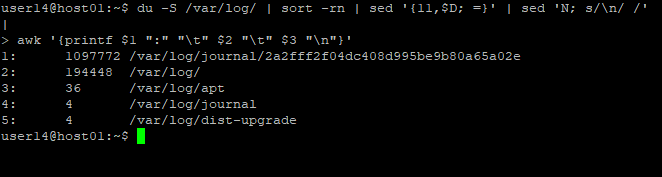 user14@host01:~$ du -S /var/log/ | sort -rn | sed '{11,$D; =}' | sed 'N; s/\n/ /'
|
> awk '{printf $1 ":" "\t" $2 "\t" $3 "\n"}'
1: 1097772 /var/log/journal/2a2fff2f04dc408d995be9b80a65a02e
2: 194448 /var/log/
3: 36 /var/log/apt
4: 4 /var/log/journal
5: 4 /var/log/dist-upgrade
user14@host01:~$